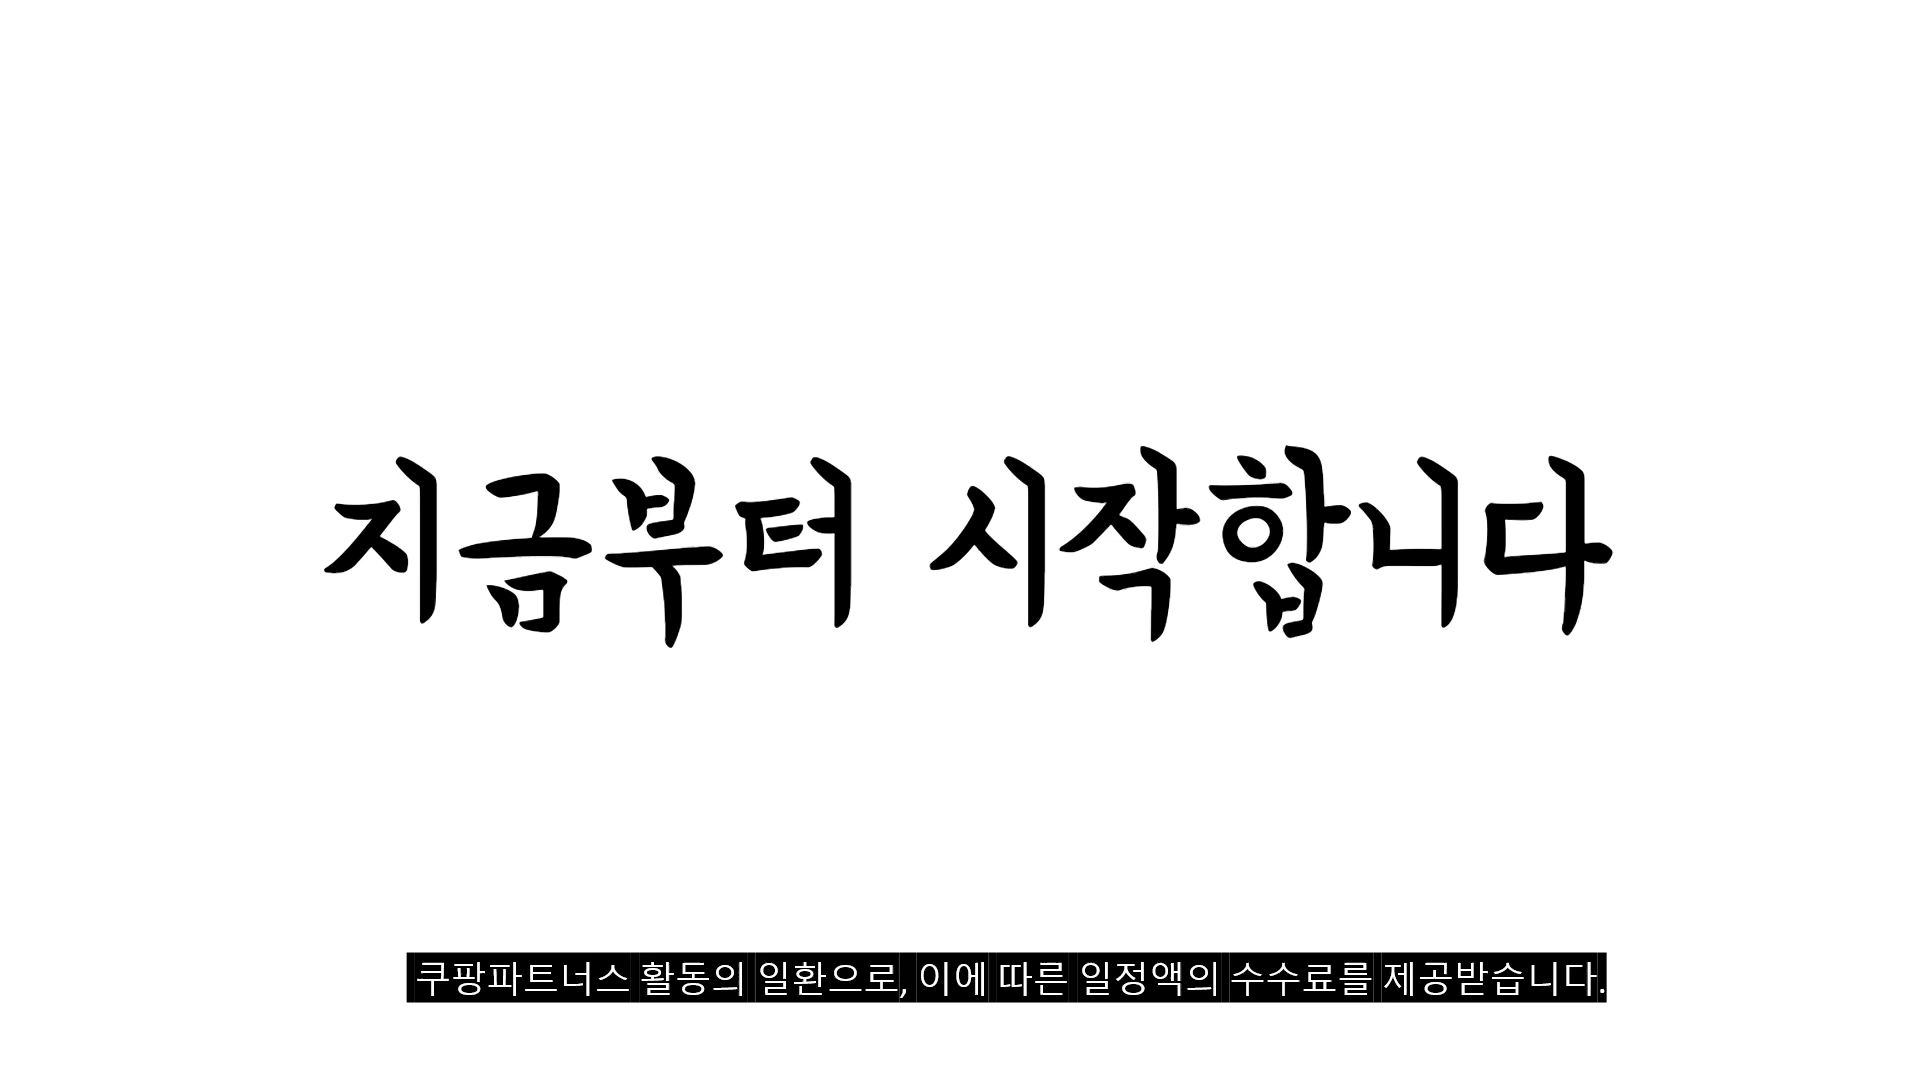 지금부터 시작합니다
쿠팡파트너스 활동의 일환으로, 이에 따른 일정액의 수수료를 제공받습니다.